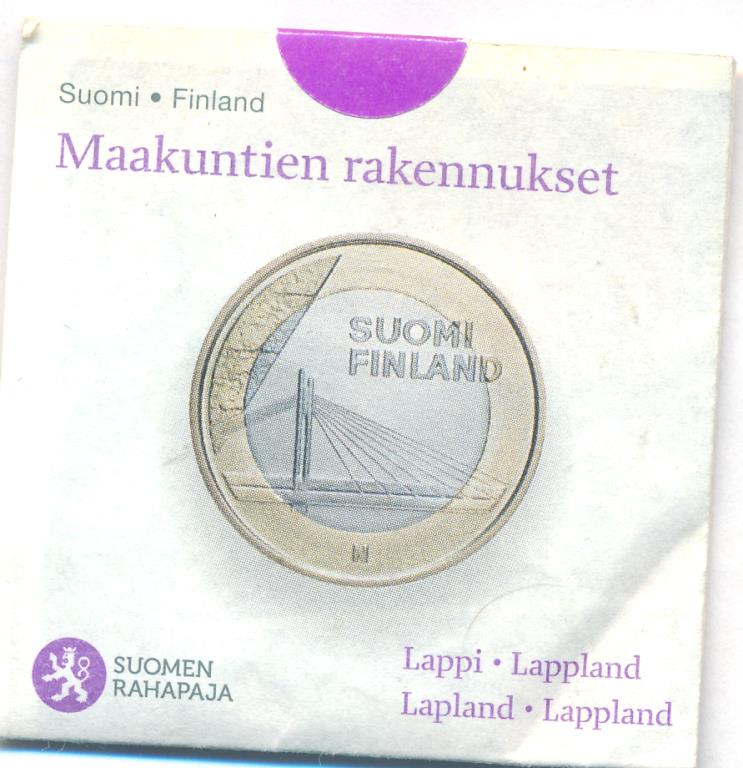 Suomi • Finland
Maakuntien rakennukset
SUOMI
FINLAND
SUOMEN
RAHAPAJA
Lappi • Lappland
Lapland • Lappland